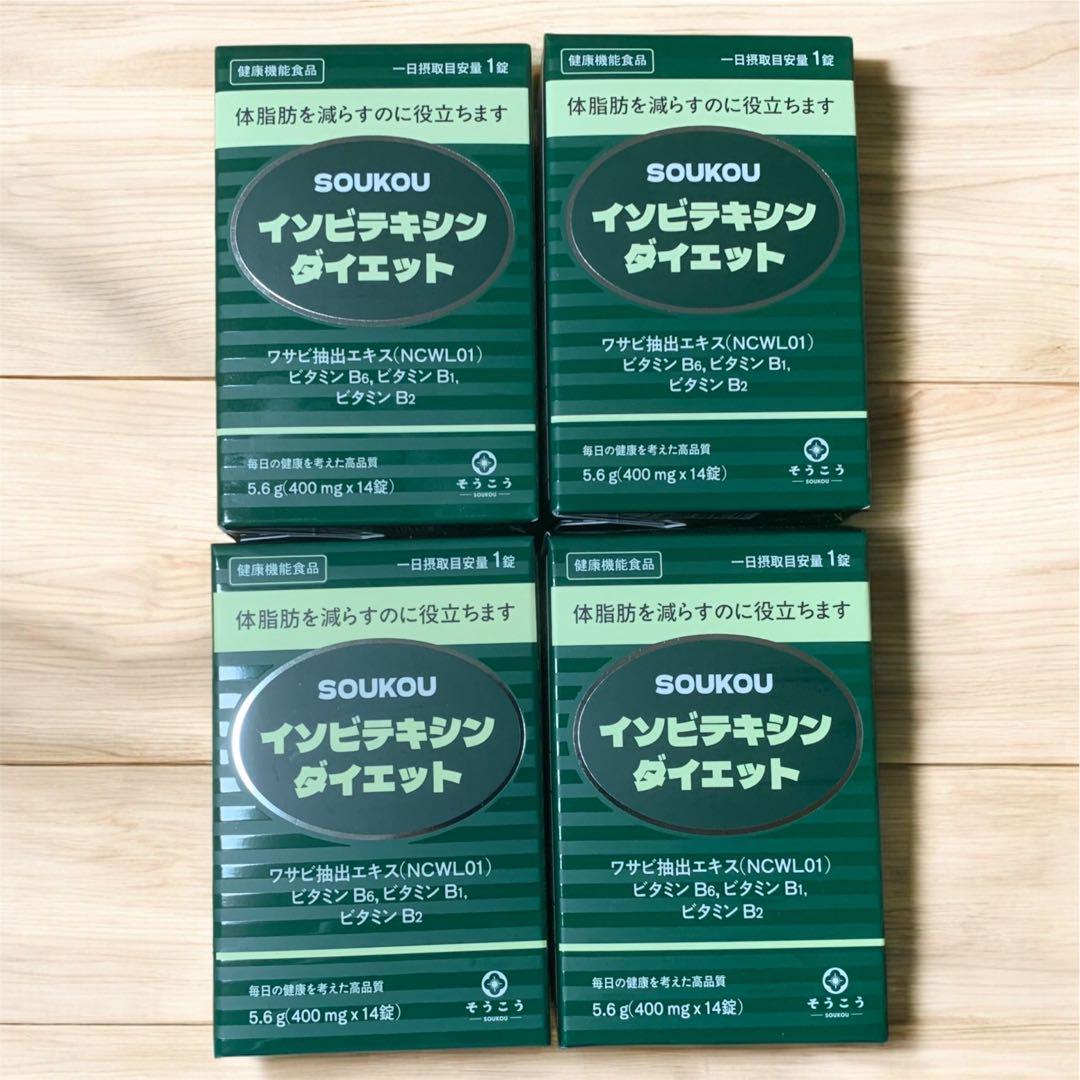 健康機能食品
一日摂取目安量 1錠
体脂肪を減らすのに役立ちます
SOUKOU
イソビテキシン
ダイエット
ワサビ抽出エキス(NCWL01)
ビタミン B6, ビタミン B1,
ビタミン B2
毎日の健康を考えた高品質
5.6 g(400 mg x 14錠)
そうこう
SOUKOU
健康機能食品
一日摂取目安量 1錠
体脂肪を減らすのに役立ちます
SOUKOU
イソビテキシン
ダイエット
ワサビ抽出エキス(NCWL01)
ビタミン B6, ビタミン B1,
ビタミン B2
毎日の健康を考えた高品質
5.6 g(400 mg x 14錠)
そうこう
SOUKOU
健康機能食品
一日摂取目安量 1錠
体脂肪を減らすのに役立ちます
SOUKOU
イソビテキシン
ダイエット
ワサビ抽出エキス(NCWL01)
ビタミン B6, ビタミン B1,
ビタミン B2
毎日の健康を考えた高品質
5.6 g(400 mg x 14錠)
そうこう
SOUKOU
健康機能食品
一日摂取目安量 1錠
体脂肪を減らすのに役立ちます
SOUKOU
イソビテキシン
ダイエット
ワサビ抽出エキス(NCWL01)
ビタミン B6, ビタミン B1,
ビタミン B2
毎日の健康を考えた高品質
5.6 g(400 mg x 14錠)
そうこう
SOUKOU